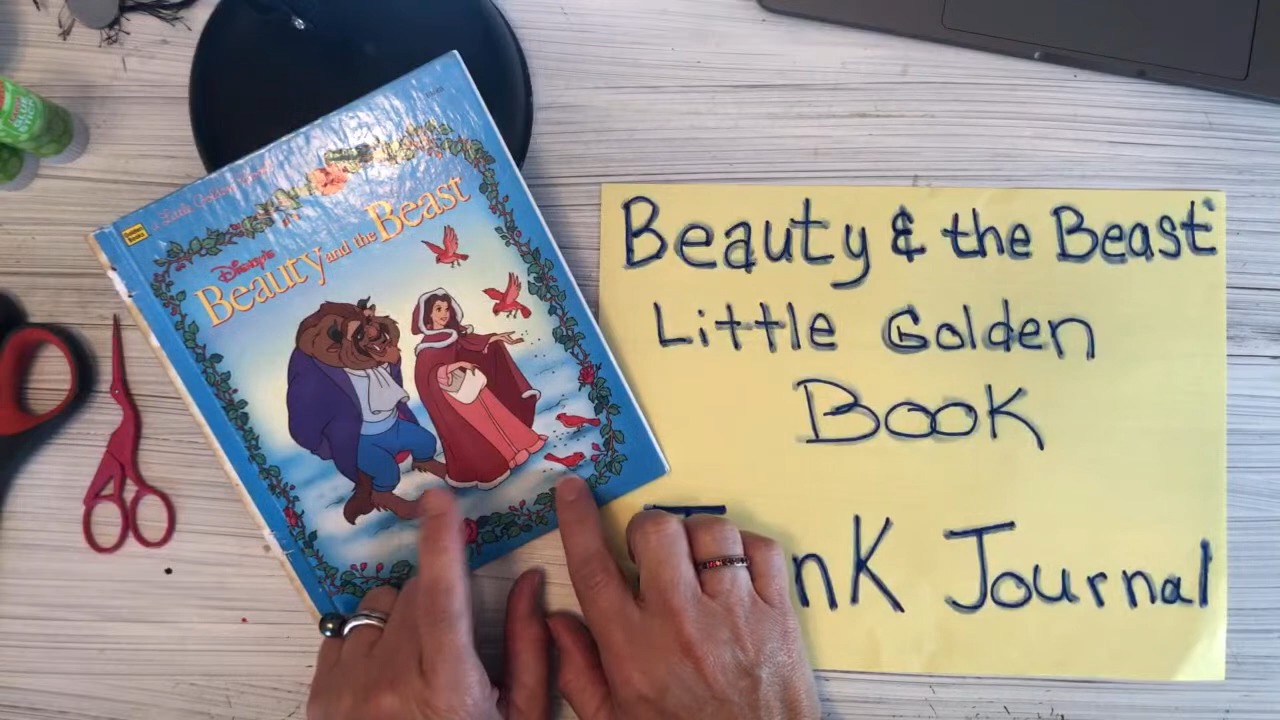 A Little Golden Book
Golden Books
Disney's
Beauty and the Beast
Beauty & the Beast
Little Golden
Book
nk Journal